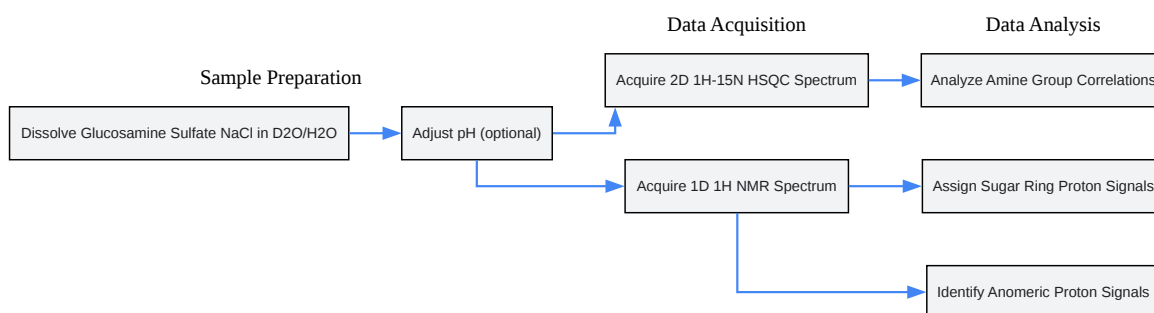 Data Acquisition
Data Analysis
Sample Preparation
Acquire 2D 1H-15N HSQC Spectrum
Analyze Amine Group Correlations
Dissolve Glucosamine Sulfate NaCl in D2O/H2O
Adjust pH (optional)
Acquire 1D 1H NMR Spectrum
Assign Sugar Ring Proton Signals
Identify Anomeric Proton Signals